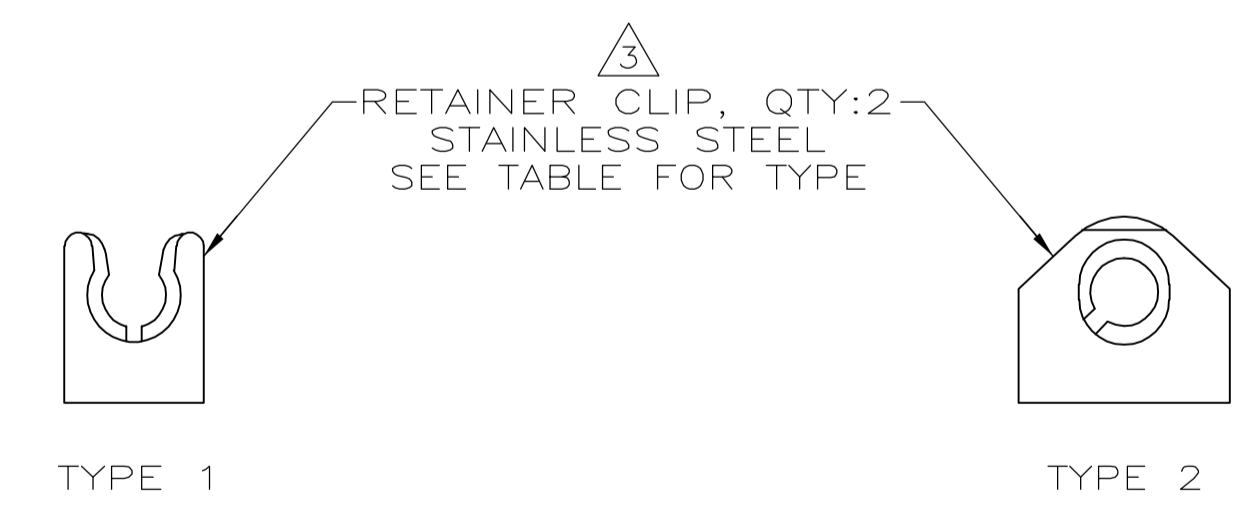 3
RETAINER CLIP, QTY:2
STAINLESS STEEL
SEE TABLE FOR TYPE
TYPE 1
TYPE 2